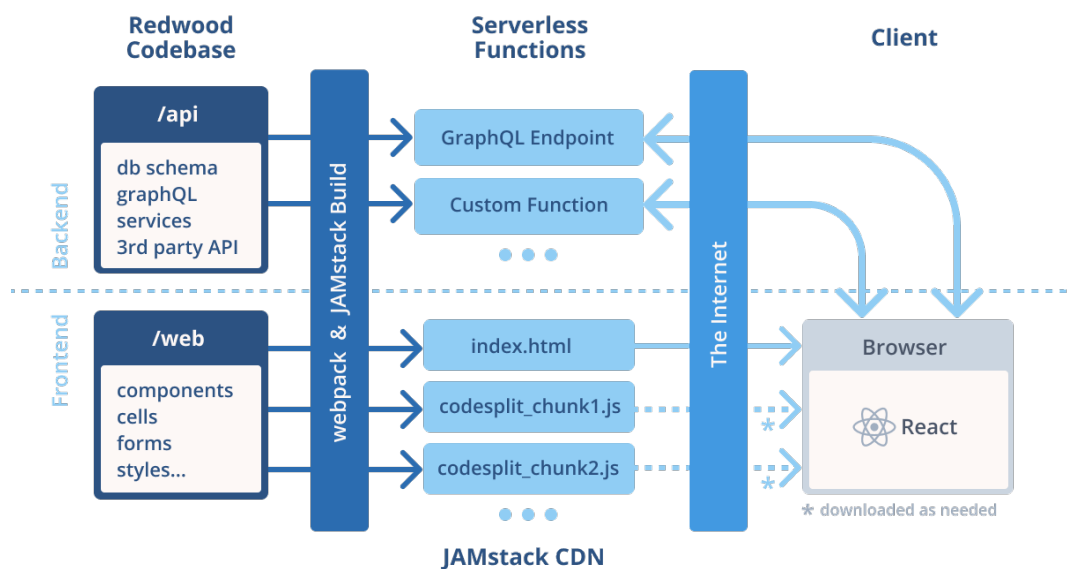 Redwood
Codebase
Serverless
Functions
Client
Backend
/api
db schema
graphQL
services
3rd party API
webpack & JAMstack Build
GraphQL Endpoint
Custom Function
The Internet
Frontend
/web
components
cells
forms
styles...
index.html
codesplit_chunk1.js
*
codesplit_chunk2.js
*
Browser
React
* downloaded as needed
JAMstack CDN